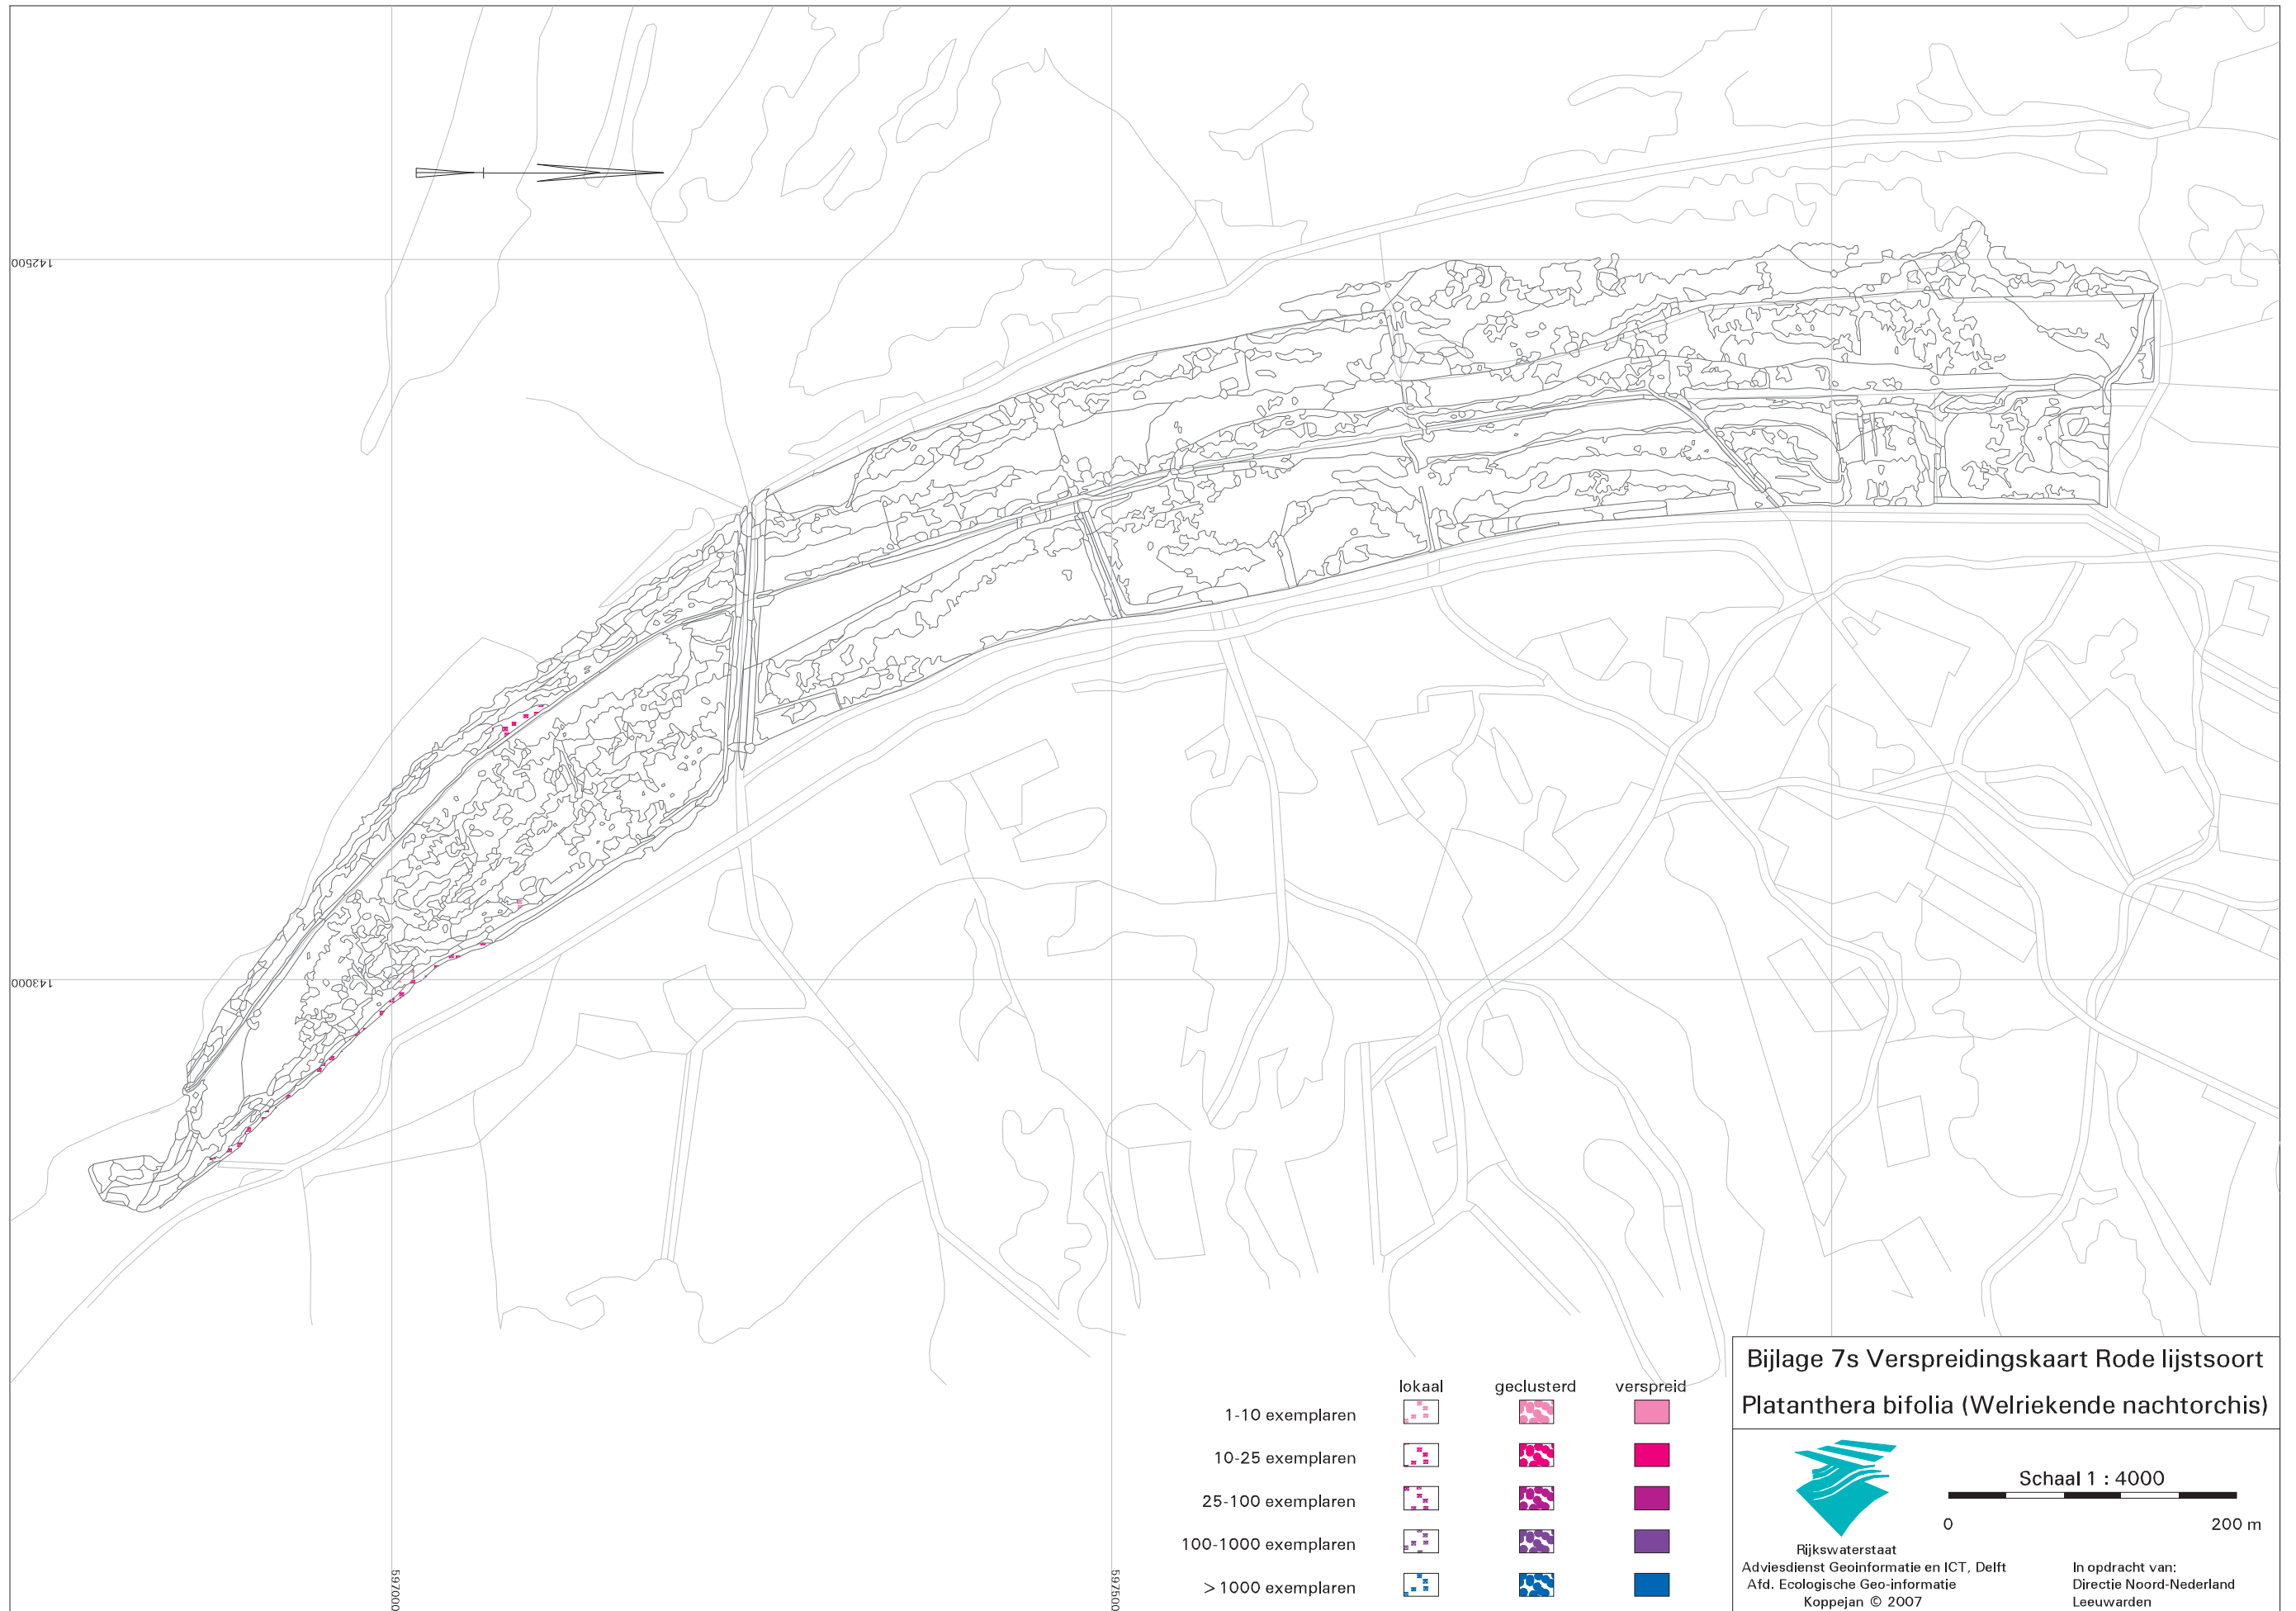 142500
143000
597000
597500
lokaal geclusterd verspreid
1-10 exemplaren
10-25 exemplaren
25-100 exemplaren
100-1000 exemplaren
> 1000 exemplaren
Bijlage 7s Verspreidingskaart Rode lijstsoort
Platanthera bifolia (Welriekende nachtorchis)
Schaal 1 : 4000
0 200 m
Rijkswaterstaat
Adviesdienst Geoinformatie en ICT, Delft
Afd. Ecologische Geo-informatie
Koppejan © 2007
In opdracht van:
Directie Noord-Nederland
Leeuwarden